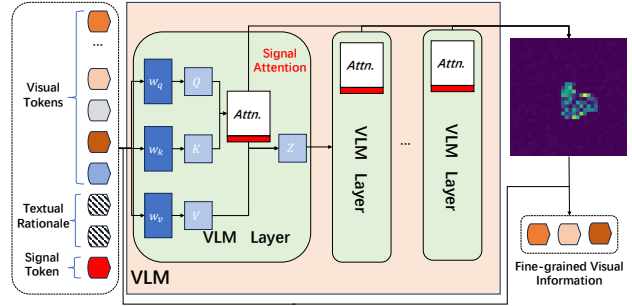 ...
Visual
Tokens
Textual
Rationale
Signal
Token
w_q
Q
w_k
K
w_v
V
Attn.
Signal
Attention
Z
VLM Layer
VLM
Attn.
VLM Layer
...
Attn.
VLM Layer
Fine-grained Visual
Information